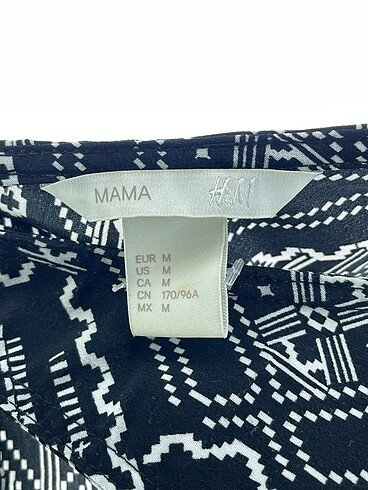 MAMA H&M
EUR M
US M
CA M
CN 170/96A
MX M